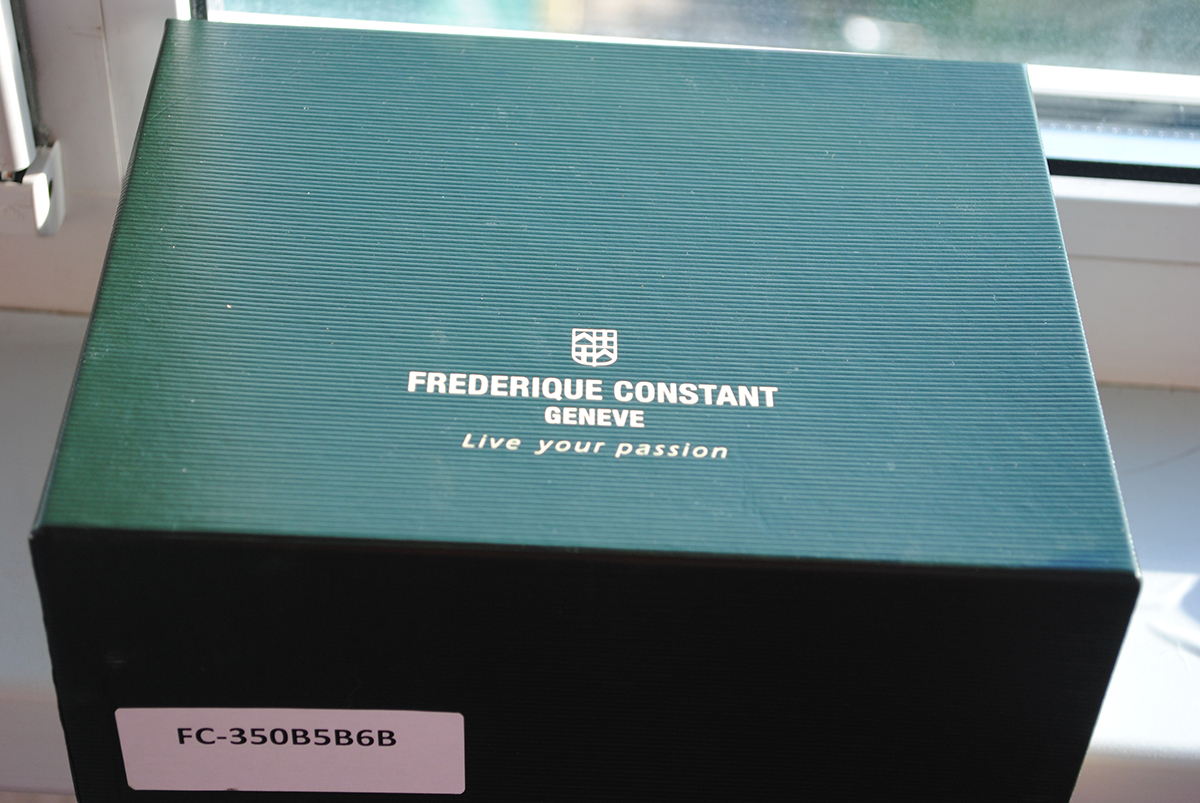 FREDERIQUE CONSTANT
GENEVE
Live your passion
FC-350B5B6B